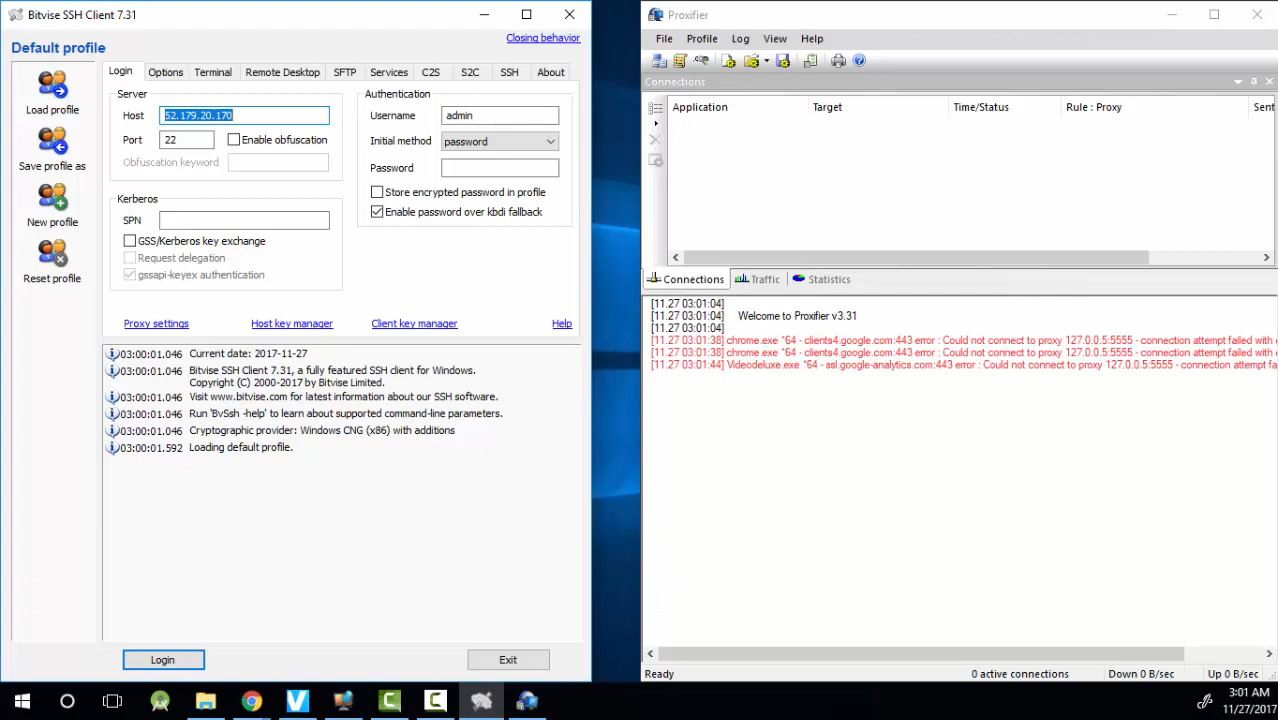 Bitvise SSH Client 7.31
Default profile
Closing behavior
Load profile
Save profile as
New profile
Reset profile
Login Options Terminal Remote Desktop SFTP Services C2S S2C SSH About
Server
Host 52.179.20.170
Port 22 Enable obfuscation
Obfuscation keyword
Kerberos
SPN
GSS/Kerberos key exchange
Request delegation
gssapi-keyex authentication
Authentication
Username admin
Initial method password
Password
Store encrypted password in profile
Enable password over kbdi fallback
Proxy settings Host key manager Client key manager Help
03:00:01.046 Current date: 2017-11-27
03:00:01.046 Bitvise SSH Client 7.31, a fully featured SSH client for Windows.
Copyright (C) 2000-2017 by Bitvise Limited.
03:00:01.046 Visit www.bitvise.com for latest information about our SSH software.
03:00:01.046 Run 'BvSsh -help' to learn about supported command-line parameters.
03:00:01.046 Cryptographic provider: Windows CNG (x86) with additions
03:00:01.592 Loading default profile.
Login Exit
Proxifier
File Profile Log View Help
Connections
Application Target Time/Status Rule : Proxy Sent
Connections Traffic Statistics
[11.27 03:01:04]
[11.27 03:01:04] Welcome to Proxifier v3.31
[11.27 03:01:04]
[11.27 03:01:38] chrome.exe *64 - clients4.google.com:443 error : Could not connect to proxy 127.0.0.5:5555 - connection attempt failed with e
[11.27 03:01:38] chrome.exe *64 - clients4.google.com:443 error : Could not connect to proxy 127.0.0.5:5555 - connection attempt failed with e
[11.27 03:01:44] Videodeluxe.exe *64 - ssl.google-analytics.com:443 error : Could not connect to proxy 127.0.0.5:5555 - connection attempt fa
Ready 0 active connections Down 0 B/sec Up 0 B/sec
3:01 AM
11/27/2017